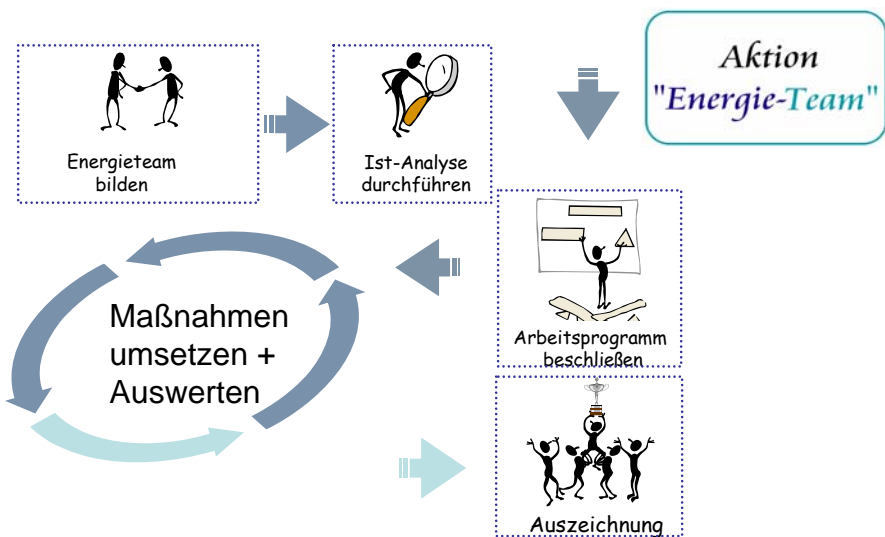 Aktion
"Energie-Team"
Energieteam
bilden
Ist-Analyse
durchführen
Arbeitsprogramm
beschließen
Maßnahmen
umsetzen +
Auswerten
Auszeichnung